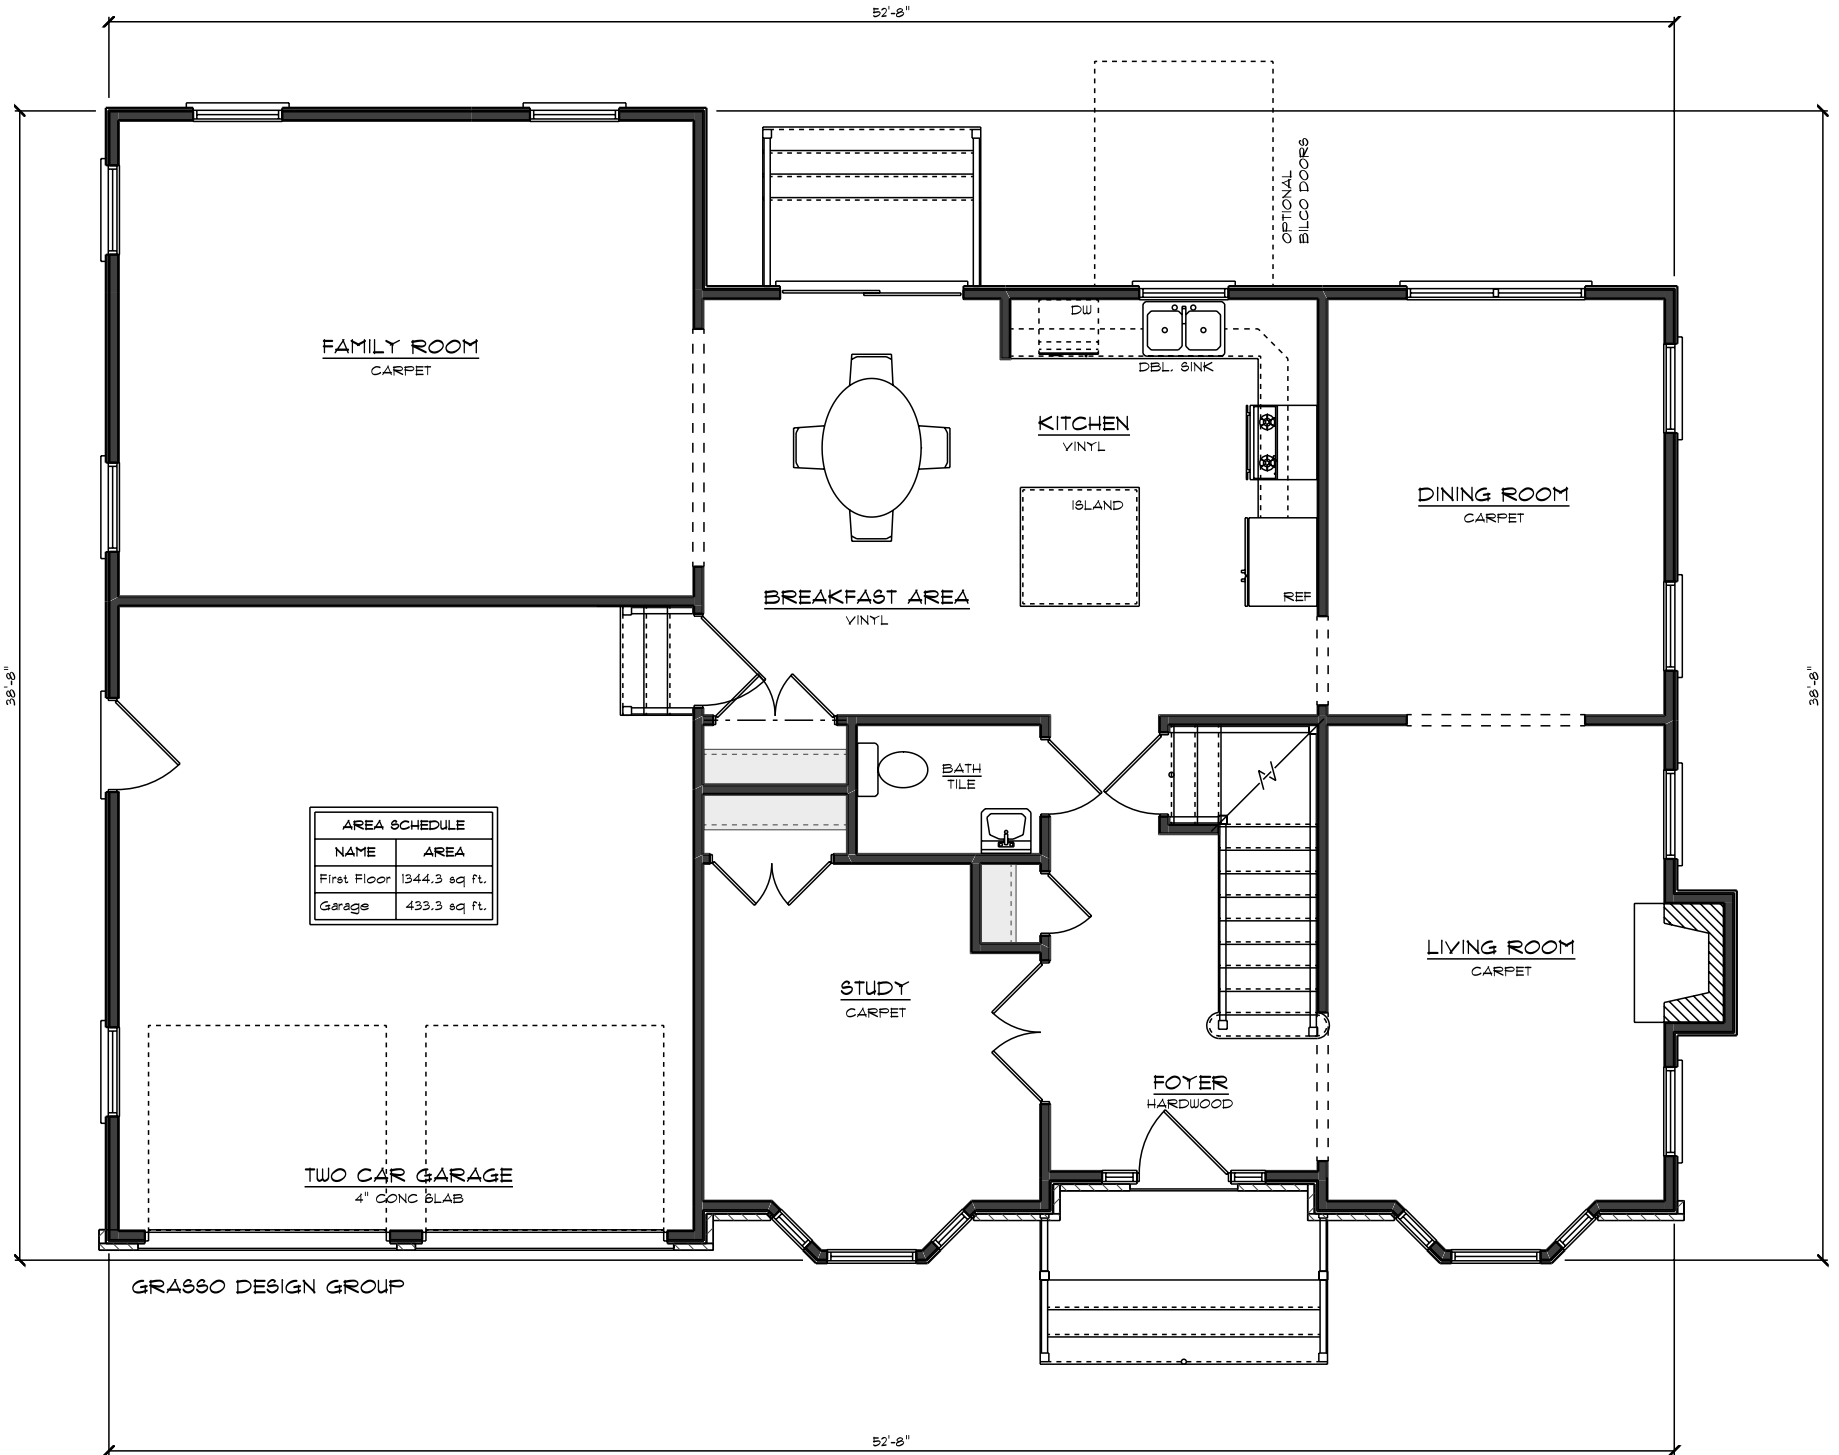 52'-8"
OPTIONAL
BILCO DOORS
DW
DBL. SINK
FAMILY ROOM
CARPET
KITCHEN
VINYL
ISLAND
DINING ROOM
CARPET
REF
BREAKFAST AREA
VINYL
38'-8"
38'-8"
BATH
TILE
AREA SCHEDULE
NAME AREA
First Floor 1344.3 sq ft.
Garage 433.3 sq ft.
LIVING ROOM
CARPET
STUDY
CARPET
FOYER
HARDWOOD
TWO CAR GARAGE
4" CONC SLAB
GRASSO DESIGN GROUP
52'-8"